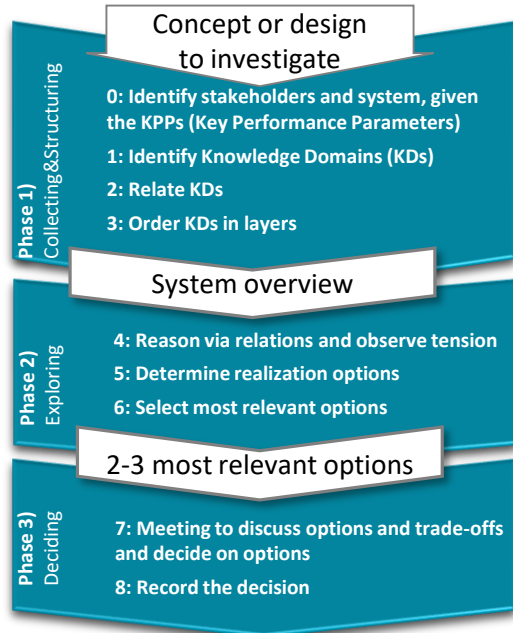 Concept or design
to investigate
Phase 1)
Collecting&Structuring
0: Identify stakeholders and system, given
the KPPs (Key Performance Parameters)
1: Identify Knowledge Domains (KDs)
2: Relate KDs
3: Order KDs in layers
System overview
Phase 2)
Exploring
4: Reason via relations and observe tension
5: Determine realization options
6: Select most relevant options
2-3 most relevant options
Phase 3)
Deciding
7: Meeting to discuss options and trade-offs
and decide on options
8: Record the decision